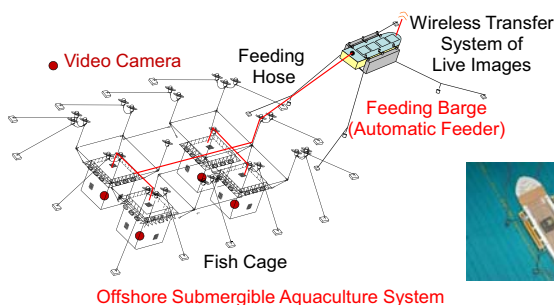 Video Camera
Feeding
Hose
Wireless Transfer
System of
Live Images
Feeding Barge
(Automatic Feeder)
Fish Cage
Offshore Submergible Aquaculture System